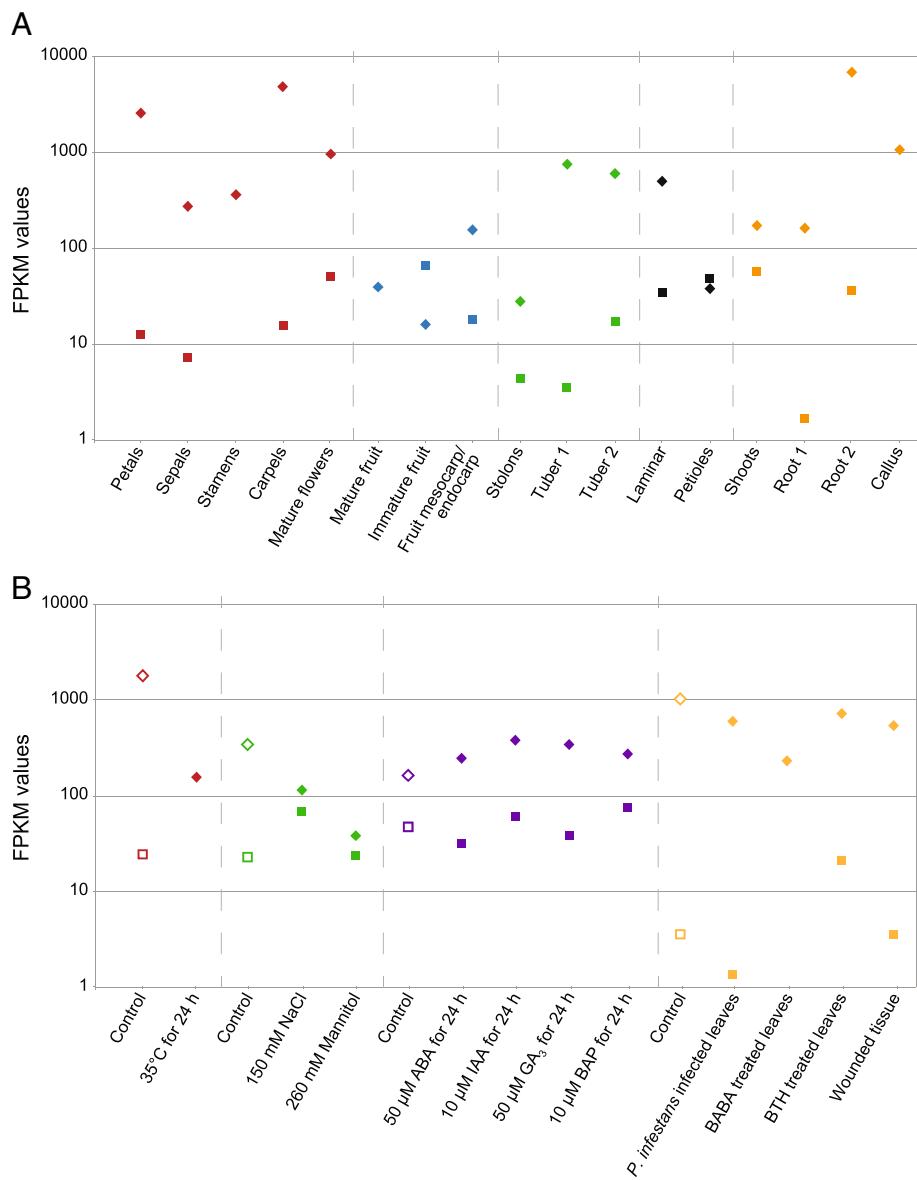 A
10000
1000
100
10
1
FPKM values
Petals
Sepals
Stamens
Carpels
Mature flowers
Mature fruit
Immature fruit
Fruit mesocarp/
endocarp
Stolons
Tuber 1
Tuber 2
Laminar
Petioles
Shoots
Root 1
Root 2
Callus
B
10000
1000
100
10
1
FPKM values
Control
35°C for 24 h
Control
150 mM NaCl
260 mM Mannitol
Control
50 µM ABA for 24 h
10 µM IAA for 24 h
50 µM GA₃ for 24 h
10 µM BAP for 24 h
Control
P. infestans infected leaves
BABA treated leaves
BTH treated leaves
Wounded tissue